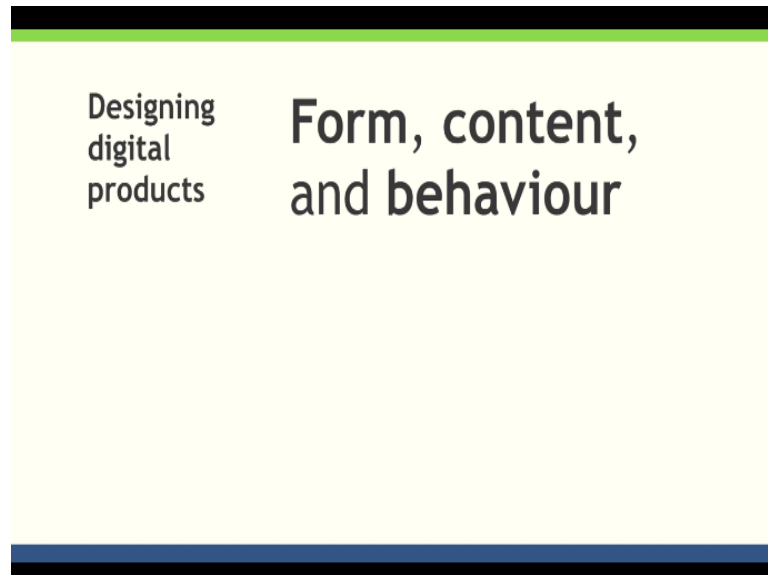 Designing
digital
products
Form, content,
and behaviour